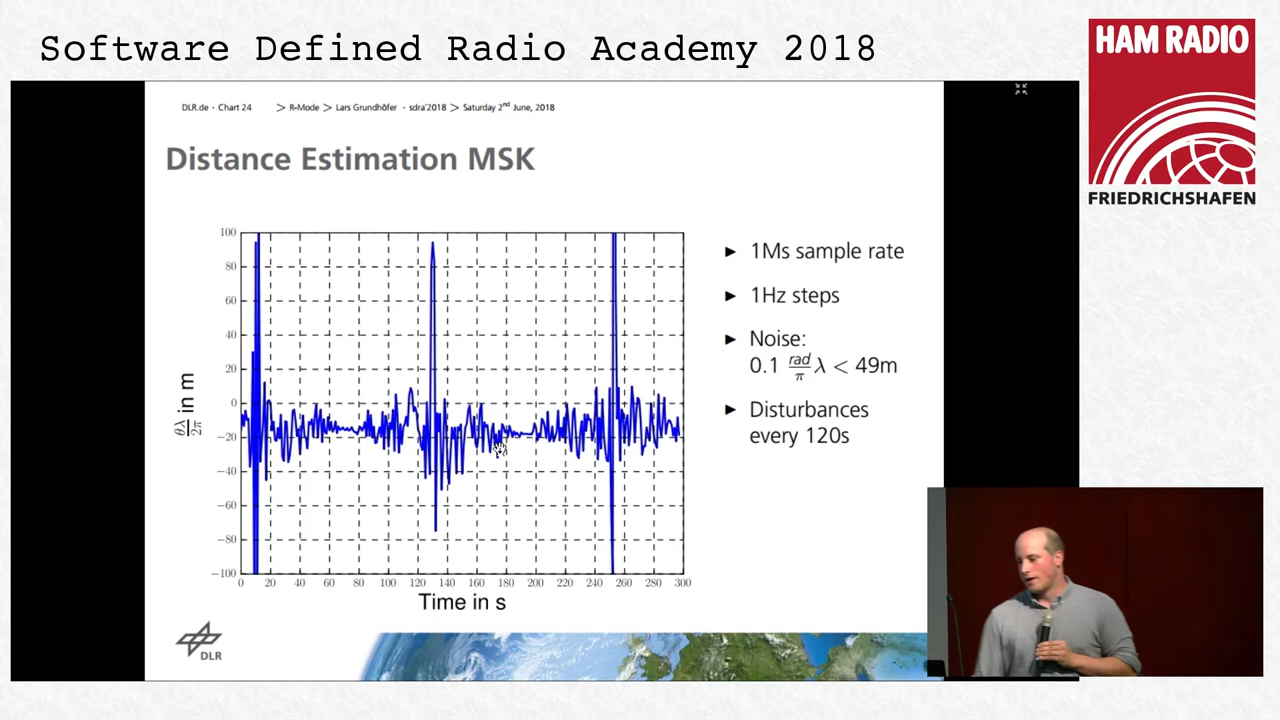 Software Defined Radio Academy 2018
HAM RADIO
FRIEDRICHSHAFEN
DLR.de · Chart 24 > R-Mode > Lars Grundhöfer · sdra'2018 > Saturday 2nd June, 2018
Distance Estimation MSK
100
80
60
40
20
0
−20
−40
−60
−80
−100
θλ/2π in m
0 20 40 60 80 100 120 140 160 180 200 220 240 260 280 300
Time in s
► 1Ms sample rate
► 1Hz steps
► Noise:
0.1 rad/π λ < 49m
► Disturbances
every 120s
DLR